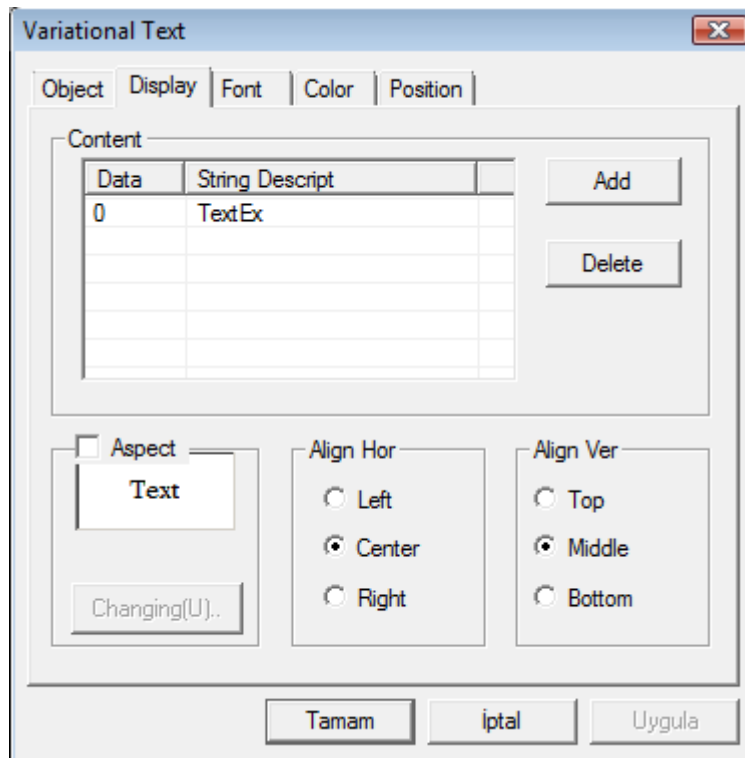 Variational Text
Object Display Font Color Position
Content
Data String Descript
0 TextEx
Add
Delete
Aspect
Text
Changing(U)..
Align Hor
Left
Center
Right
Align Ver
Top
Middle
Bottom
Tamam İptal Uygula